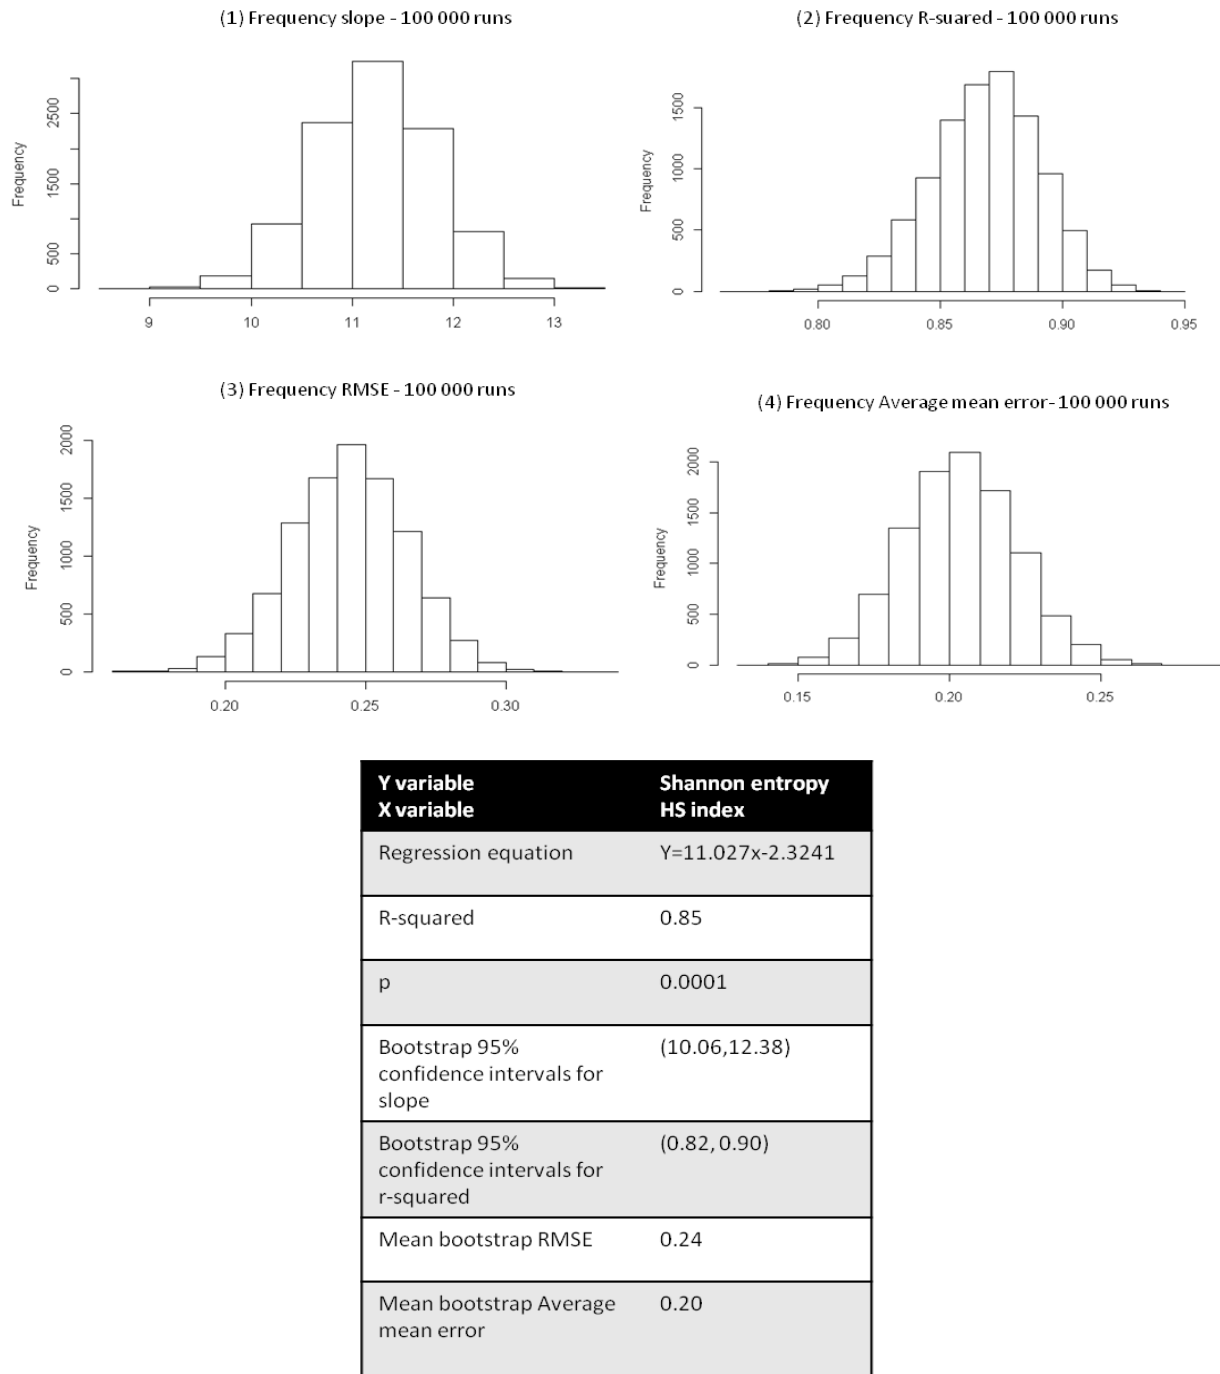 (1) Frequency slope - 100 000 runs
Frequency
2500
1500
500
0
9 10 11 12 13
(2) Frequency R-suared - 100 000 runs
Frequency
1500
1000
500
0
0.80 0.85 0.90 0.95
(3) Frequency RMSE - 100 000 runs
Frequency
2000
1500
1000
500
0
0.20 0.25 0.30
(4) Frequency Average mean error- 100 000 runs
Frequency
2000
1500
1000
500
0
0.15 0.20 0.25
Y variable Shannon entropy
X variable HS index
Regression equation Y=11.027x-2.3241
R-squared 0.85
p 0.0001
Bootstrap 95% (10.06,12.38)
confidence intervals for
slope
Bootstrap 95% (0.82, 0.90)
confidence intervals for
r-squared
Mean bootstrap RMSE 0.24
Mean bootstrap Average 0.20
mean error